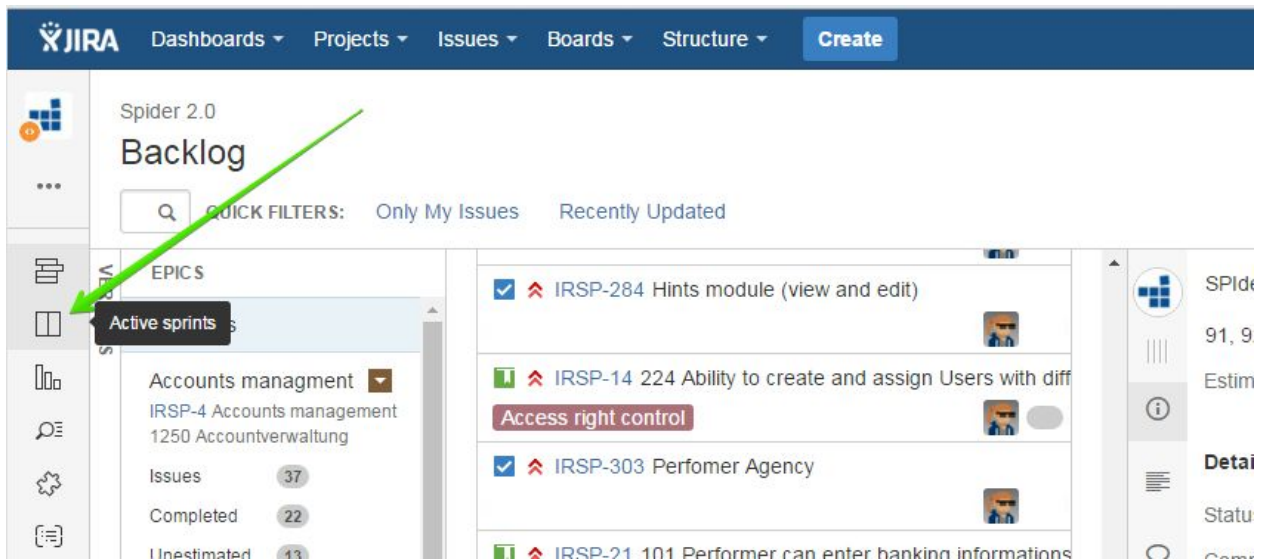 JIRA Dashboards Projects Issues Boards Structure Create
Spider 2.0
Backlog
QUICK FILTERS: Only My Issues Recently Updated
EPICS
Active sprints
Accounts managment
IRSP-4 Accounts management
1250 Accountverwaltung
Issues 37
Completed 22
Unestimated 13
IRSP-284 Hints module (view and edit)
IRSP-14 224 Ability to create and assign Users with diff
Access right control
IRSP-303 Perfomer Agency
IRSP-21 101 Performer can enter banking informations
SPIde
91, 9
Estim
Detai
Statu